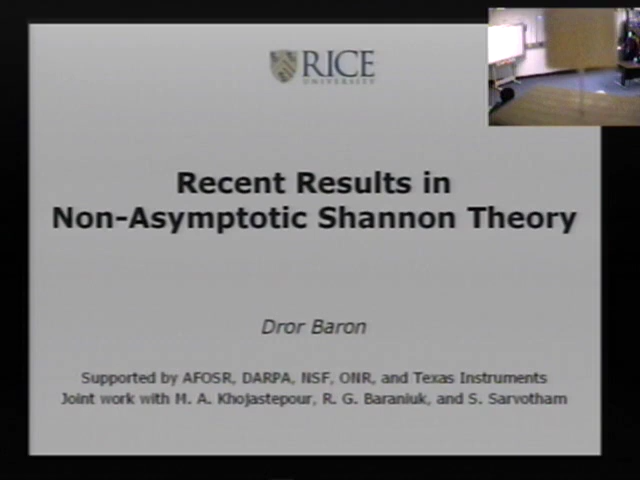 RICE
UNIVERSITY
Recent Results in
Non-Asymptotic Shannon Theory
Dror Baron
Supported by AFOSR, DARPA, NSF, ONR, and Texas Instruments
Joint work with M. A. Khojastepour, R. G. Baraniuk, and S. Sarvotham